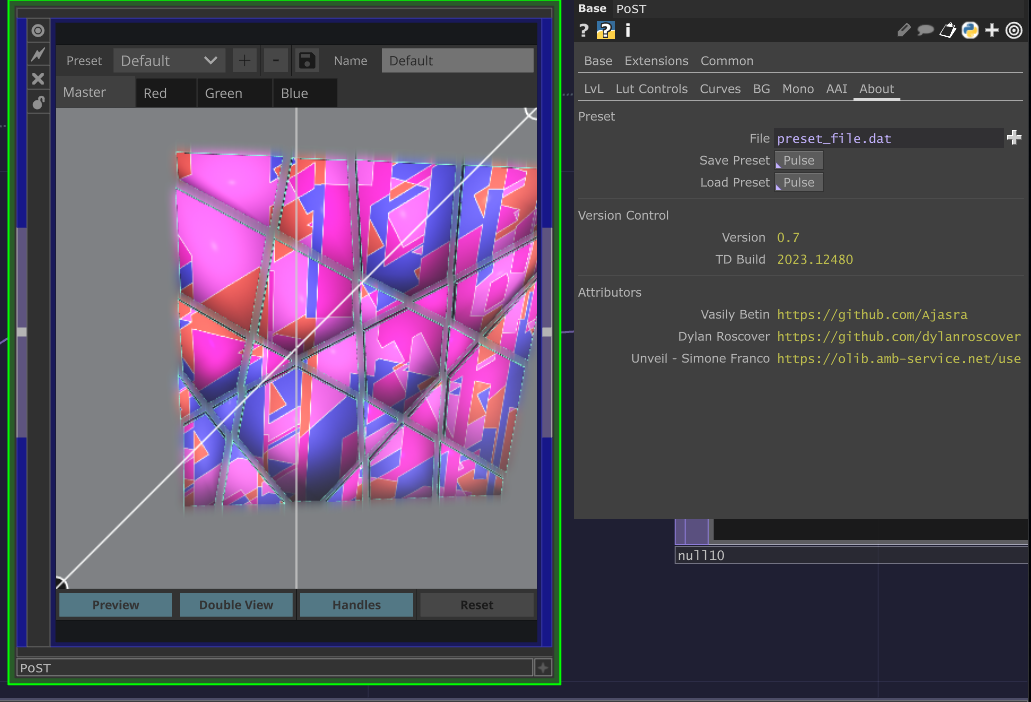 Preset Default + - Name Default
Master Red Green Blue
Preview Double View Handles Reset
PoST
Base PoST
? ? i
Base Extensions Common
LvL Lut Controls Curves BG Mono AAI About
Preset
File preset_file.dat
Save Preset Pulse
Load Preset Pulse
Version Control
Version 0.7
TD Build 2023.12480
Attributors
Vasily Betin https://github.com/Ajasra
Dylan Roscover https://github.com/dylanroscover
Unveil - Simone Franco https://olib.amb-service.net/use
null10